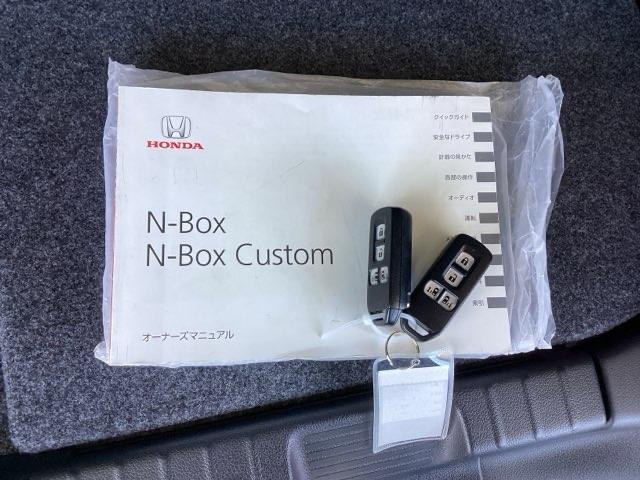 HONDA
N-Box
N-Box Custom
オーナーズマニュアル
クイックガイド
安全なドライブ
計器の見かた
各部の操作
オーディオ
運転
索引